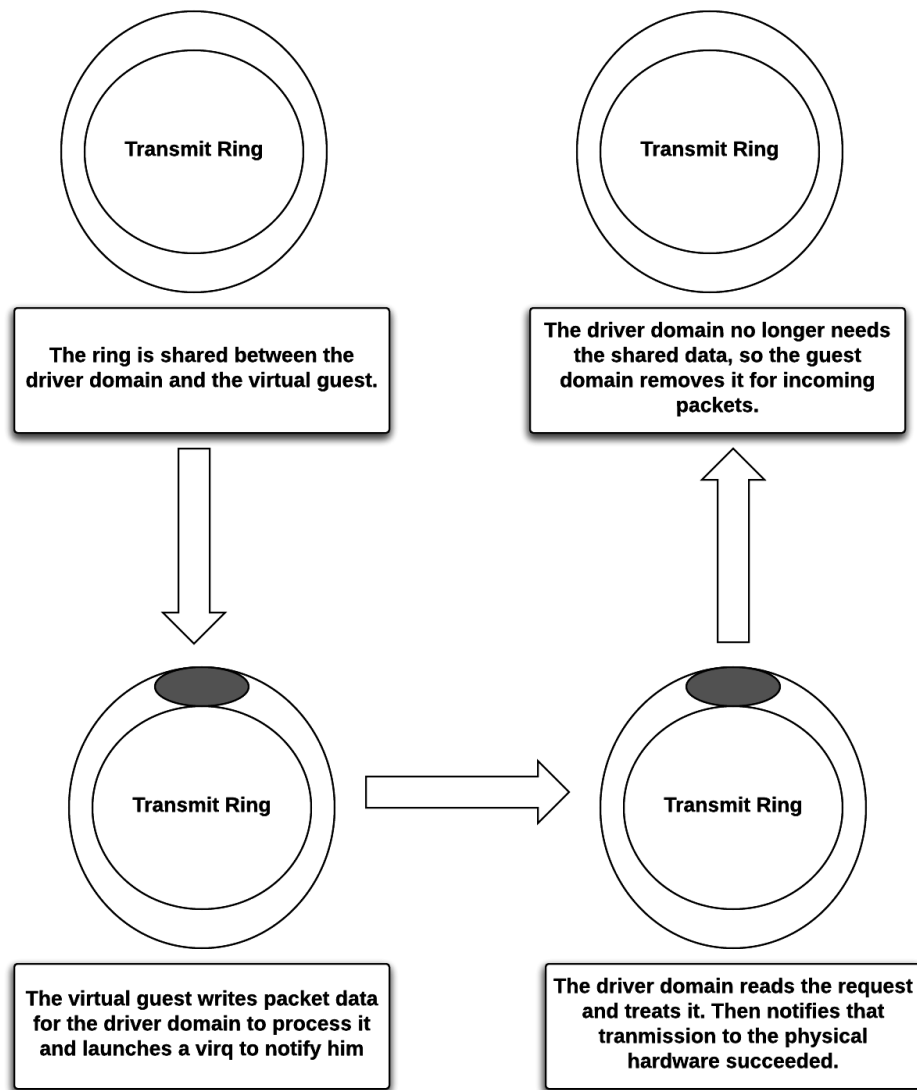 Transmit Ring
Transmit Ring
The ring is shared between the
driver domain and the virtual guest.
The driver domain no longer needs
the shared data, so the guest
domain removes it for incoming
packets.
Transmit Ring
Transmit Ring
The virtual guest writes packet data
for the driver domain to process it
and launches a virq to notify him
The driver domain reads the request
and treats it. Then notifies that
tranmission to the physical
hardware succeeded.